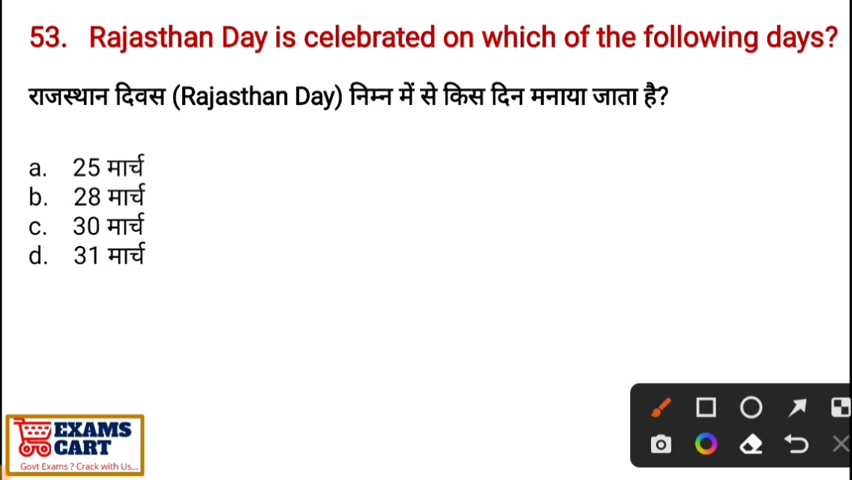 53. Rajasthan Day is celebrated on which of the following days?
राजस्थान दिवस (Rajasthan Day) निम्न में से किस दिन मनाया जाता है?
a. 25 मार्च
b. 28 मार्च
c. 30 मार्च
d. 31 मार्च
EXAMS
CART
Govt Exams ? Crack with Us...